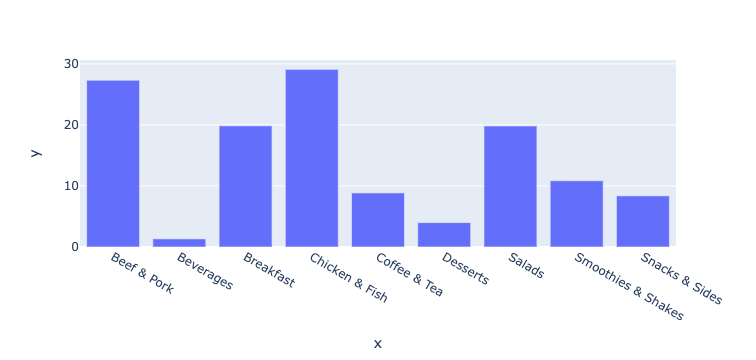 30
20
10
0
y
Beef & Pork
Beverages
Breakfast
Chicken & Fish
Coffee & Tea
Desserts
Salads
Smoothies & Shakes
Snacks & Sides
x